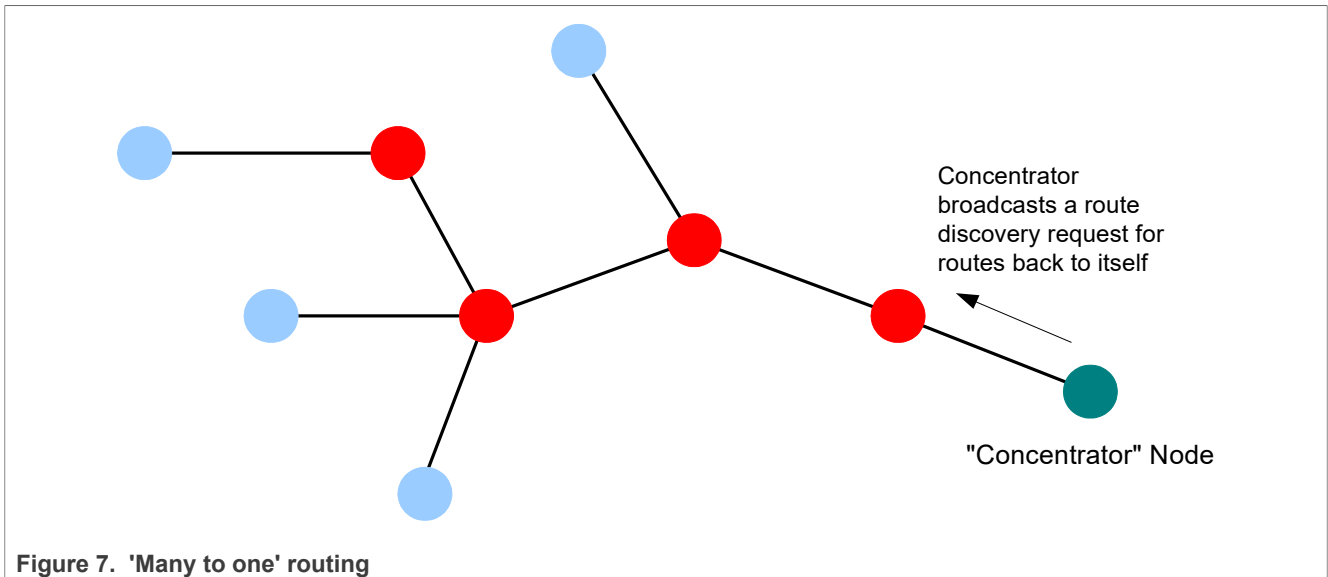 Concentrator
broadcasts a route
discovery request for
routes back to itself
"Concentrator" Node
Figure 7.  'Many to one' routing